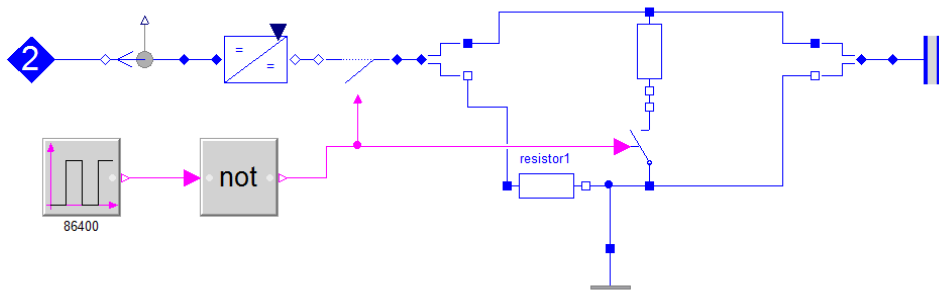 2
=
=
not
resistor1
86400